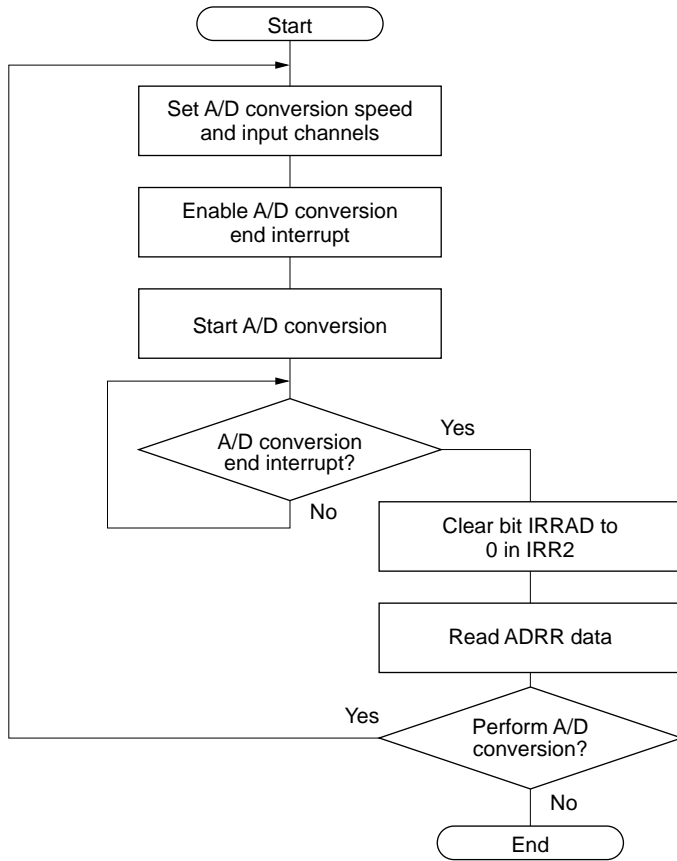 Start
Set A/D conversion speed
and input channels
Enable A/D conversion
end interrupt
Start A/D conversion
A/D conversion
end interrupt?
Yes
No
Clear bit IRRAD to
0 in IRR2
Read ADRR data
Yes
Perform A/D
conversion?
No
End